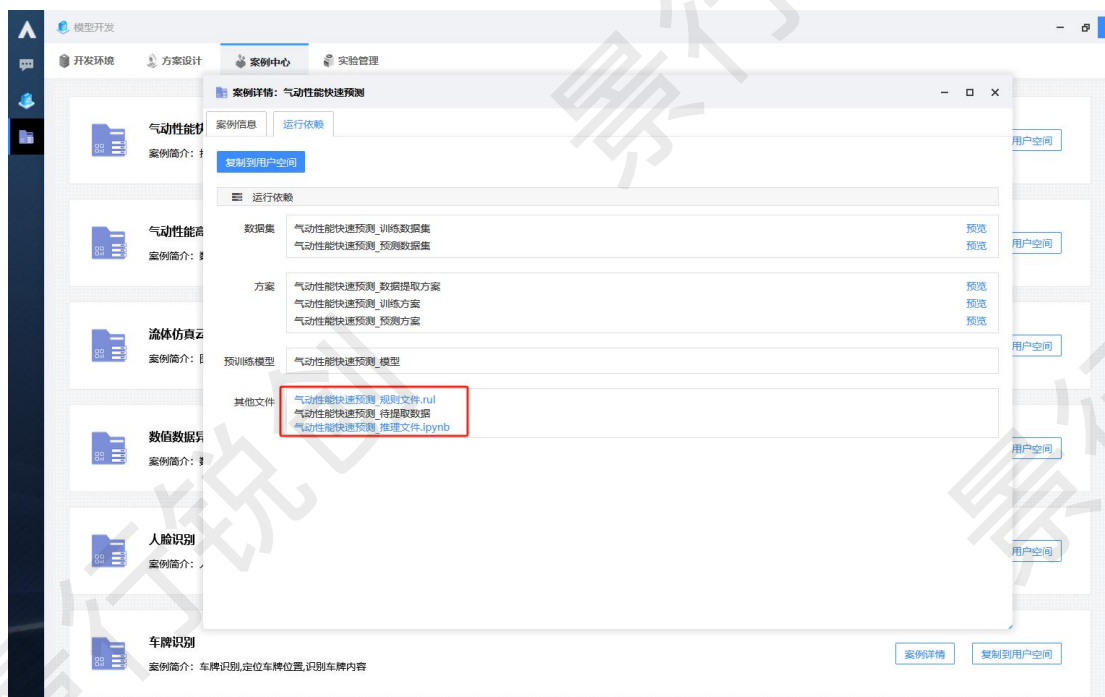 模型开发
开发环境
方案设计
案例中心
实验管理
案例详情：气动性能快速预测
案例信息
运行依赖
复制到用户空间
运行依赖
数据集
气动性能快速预测_训练数据集
预览
气动性能快速预测_预测数据集
预览
方案
气动性能快速预测_数据提取方案
预览
气动性能快速预测_训练方案
预览
气动性能快速预测_预测方案
预览
预训练模型
气动性能快速预测_模型
其他文件
气动性能快速预测_规则文件.rul
气动性能快速预测_待提取数据
气动性能快速预测_推理文件.ipynb
气动性能快
案例简介：
用户空间
气动性能高
案例简介：
用户空间
流体仿真云
案例简介：
用户空间
数值数据异
案例简介：
用户空间
人脸识别
案例简介：
用户空间
车牌识别
案例简介：车牌识别,定位车牌位置,识别车牌内容
案例详情
复制到用户空间
景行锐创
景行